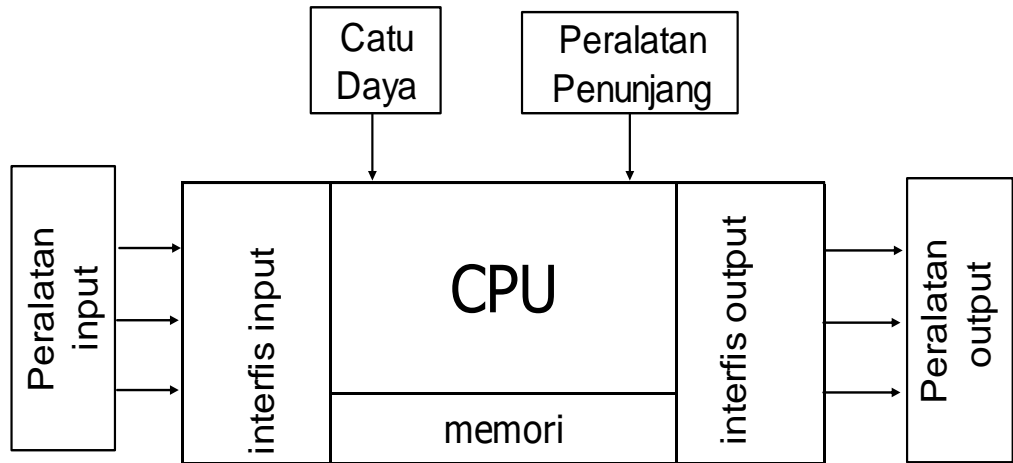 Catu
Daya
Peralatan
Penunjang
Peralatan
input
interfis input
CPU
memori
interfis output
Peralatan
output